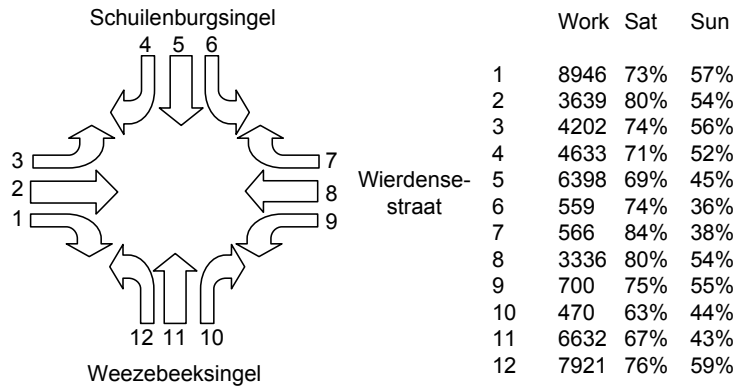 Schuilenburgsingel
4 5 6
3
2
1
7
8
9
12 11 10
Weezebeeksingel
Wierdense-
straat
Work Sat Sun
1 8946 73% 57%
2 3639 80% 54%
3 4202 74% 56%
4 4633 71% 52%
5 6398 69% 45%
6 559 74% 36%
7 566 84% 38%
8 3336 80% 54%
9 700 75% 55%
10 470 63% 44%
11 6632 67% 43%
12 7921 76% 59%